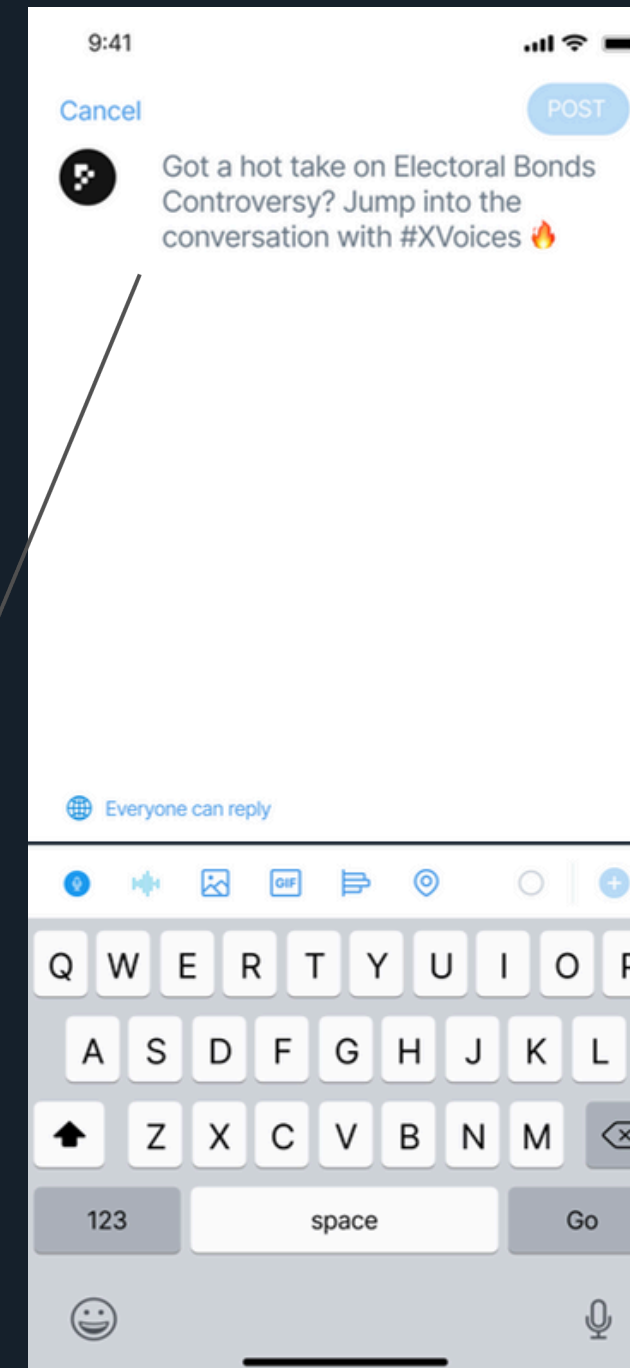 9:41
Cancel
POST
Got a hot take on Electoral Bonds
Controversy? Jump into the
conversation with #XVoices 🔥
Everyone can reply
GIF
Q W E R T Y U I O P
A S D F G H J K L
Z X C V B N M
123 space Go